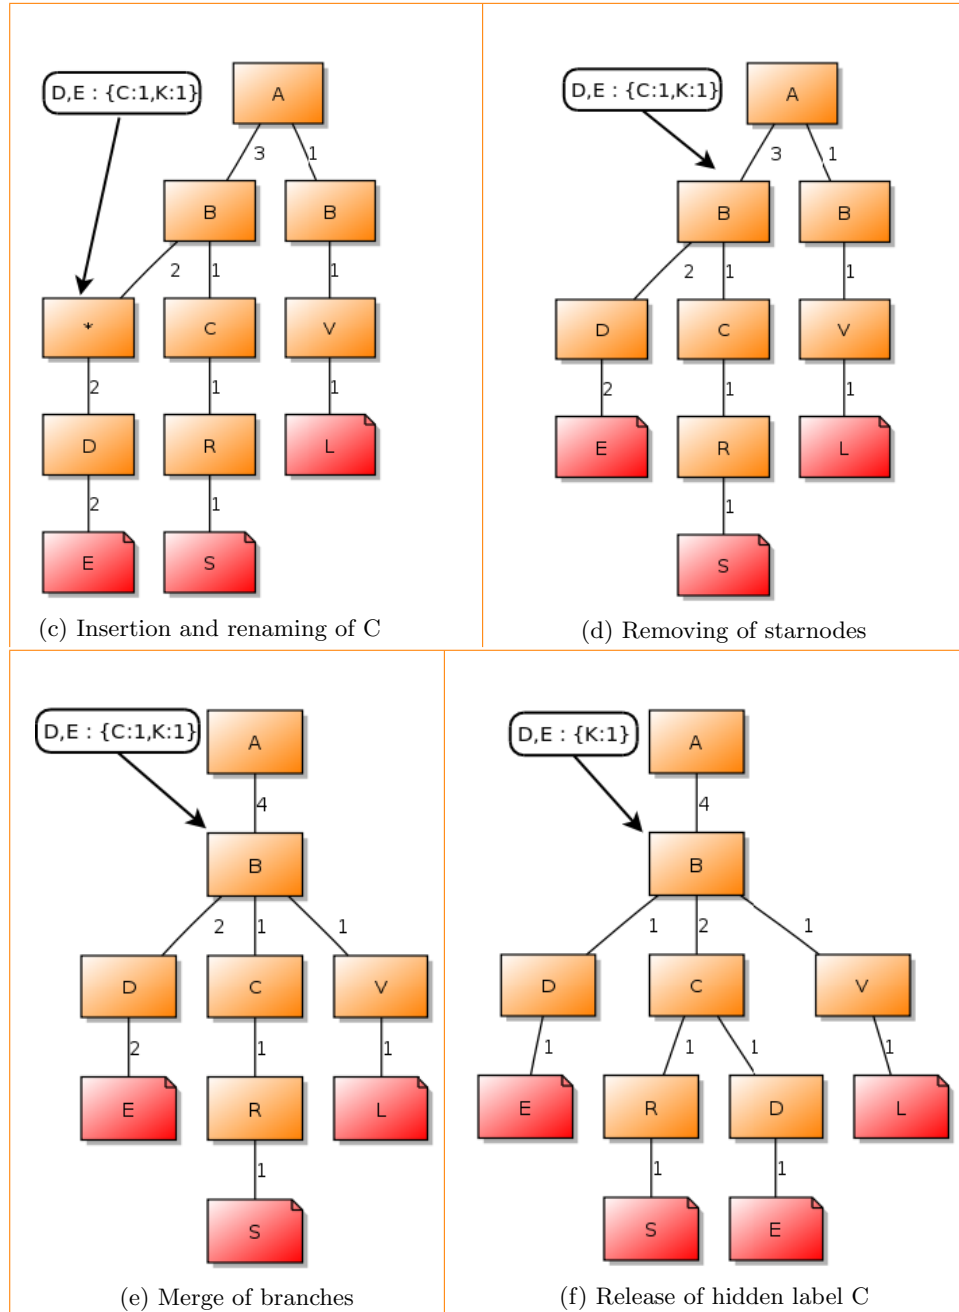 D,E : {C:1,K:1}
A
3
1
B
B
2
1
1
*
C
V
2
1
1
D
R
L
2
1
E
S
(c) Insertion and renaming of C
D,E : {C:1,K:1}
A
3
1
B
B
2
1
1
D
C
V
2
1
1
E
R
L
1
S
(d) Removing of starnodes
D,E : {C:1,K:1}
A
4
B
2
1
1
D
C
V
2
1
1
E
R
L
1
S
(e) Merge of branches
D,E : {K:1}
A
4
B
1
2
1
D
C
V
1
1
1
1
E
R
D
L
1
1
S
E
(f) Release of hidden label C